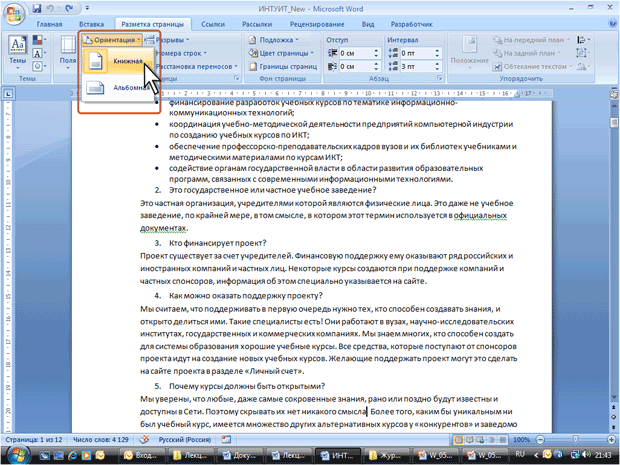 ИНТУИТ_New - Microsoft Word
Главная Вставка Разметка страницы Ссылки Рассылки Рецензирование Вид Разработчик
Ориентация Разрывы Подложка Отступ Интервал На передний план
Номера строк Цвет страницы 0 см 0 пт На задний план
Темы Поля Книжная Расстановка переносов Границы страниц 0 см 3 пт Положение Обтекание текстом
Альбомная
Темы Фон страницы Абзац Упорядочить
финансирование разработок учебных курсов по тематике информационно-
коммуникационных технологий;
• координация учебно-методической деятельности предприятий компьютерной индустрии
по созданию учебных курсов по ИКТ;
• обеспечение профессорско-преподавательских кадров вузов и их библиотек учебниками и
методическими материалами по курсам ИКТ;
• содействие органам государственной власти в области развития образовательных
программ, связанных с современными информационными технологиями.
2. Это государственное или частное учебное заведение?
Это частная организация, учредителями которой являются физические лица. Это даже не учебное
заведение, по крайней мере, в том смысле, в котором этот термин используется в официальных
документах.
3. Кто финансирует проект?
Проект существует за счет учредителей. Финансовую поддержку ему оказывают ряд российских и
иностранных компаний и частных лиц. Некоторые курсы создаются при поддержке компаний и
частных спонсоров, информация об этом специально указывается на сайте.
4. Как можно оказать поддержку проекту?
Мы считаем, что поддерживать в первую очередь нужно тех, кто способен создавать знания, и
открыто делиться ими. Такие специалисты есть! Они работают в вузах, научно-исследовательских
институтах, государственных и коммерческих компаниях. Мы знаем многих, кто способен создать
для системы образования хорошие учебные курсы. Все средства, которые поступают от спонсоров
проекта идут на создание новых учебных курсов. Желающие поддержать проект могут это сделать
на сайте проекта в разделе «Личный счет».
5. Почему курсы должны быть открытыми?
Мы уверены, что любые, даже самые сокровенные знания, рано или поздно будут известны и
доступны в Сети. Поэтому скрывать их нет никакого смысла. Более того, каким бы уникальным ни
был учебный курс, имеется множество других альтернативных курсов у «конкурентов» и заведомо
Страница: 1 из 12 Число слов: 4 129 Русский (Россия) 100%
Вход... Лекц... Доку... Лекц... ИНТ... Жур... W_05... W_05... RU 21:43